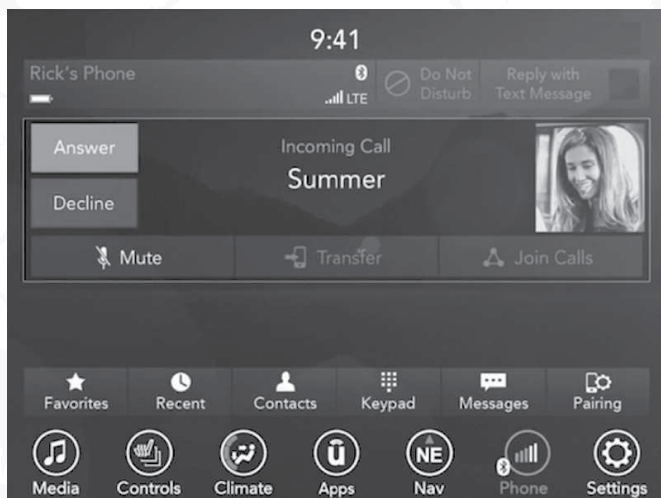 9:41
Rick's Phone
LTE
Do Not
Disturb
Reply with
Text Message
Answer
Incoming Call
Summer
Decline
Mute
Transfer
Join Calls
Favorites
Recent
Contacts
Keypad
Messages
Pairing
NE
Media
Controls
Climate
Apps
Nav
Phone
Settings